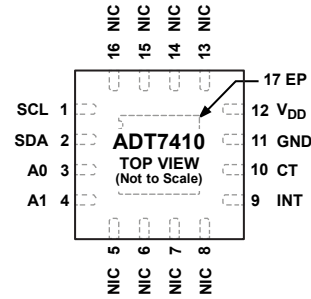 16 NIC
15 NIC
14 NIC
13 NIC
17 EP
SCL 1
SDA 2
A0 3
A1 4
ADT7410
TOP VIEW
(Not to Scale)
12 VDD
11 GND
10 CT
9 INT
NIC 5
NIC 6
NIC 7
NIC 8